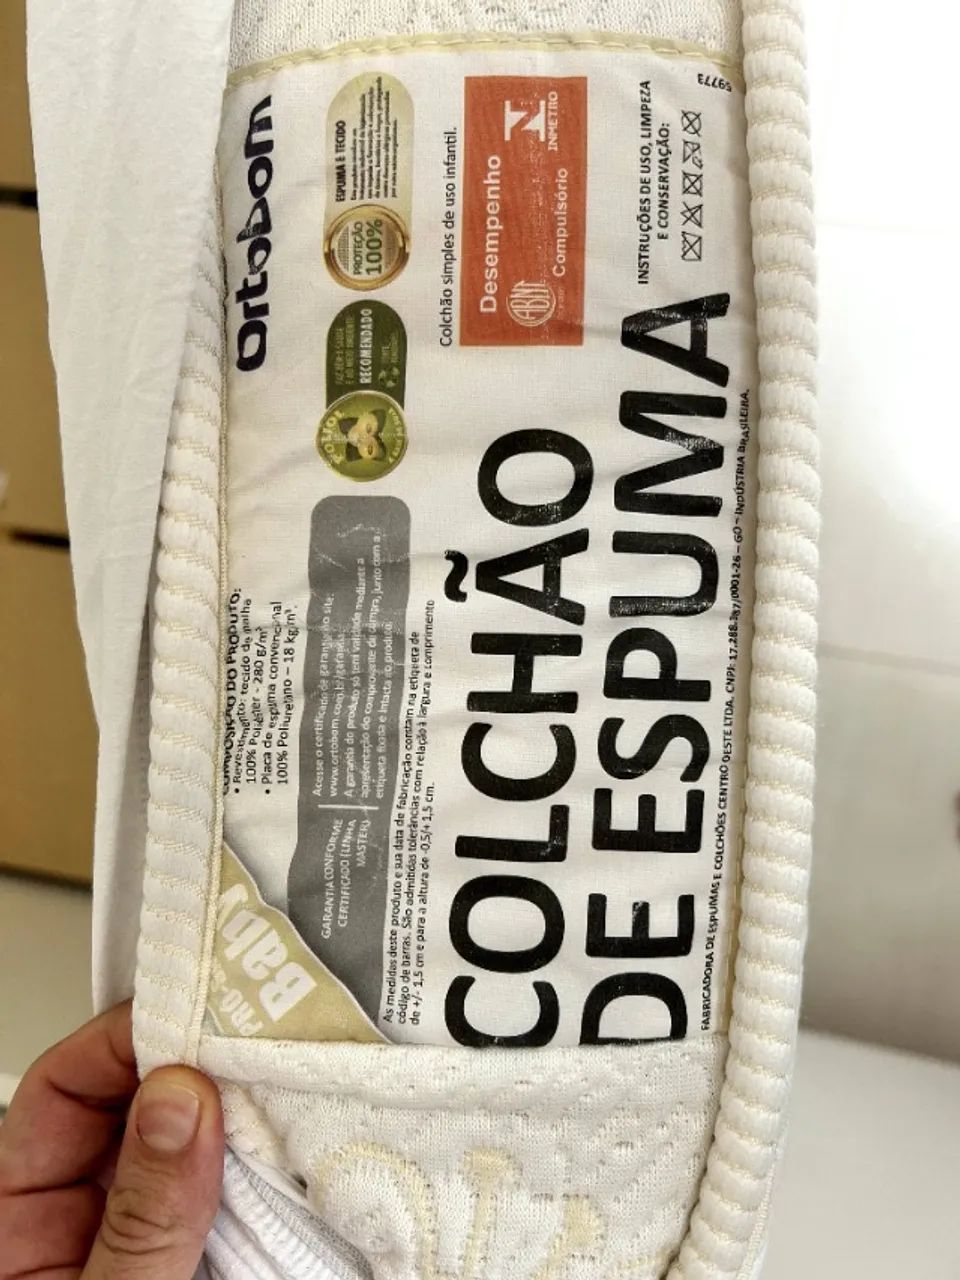 Ortobom
PROTEÇÃO
100%
ESPUMA E TECIDO
RECOMENDADO
COMPOSIÇÃO DO PRODUTO:
• Revestimento: tecido de malha
100% Poliéster - 280 g/m²
• Placa de espuma convencional
100% Poliuretano – 18 kg/m³.
PRO-
Baby
GARANTIA CONFORME
CERTIFICADO (LINHA
MASTER)
Acesse o certificado de garantia no site:
www.ortobom.com.br/garantia.
A garantia do produto só tem validade mediante a
apresentação do comprovante da compra, junto com a
etiqueta fixada e intacta no produto.
As medidas deste produto e sua data de fabricação constam na etiqueta de
código de barras. São admitidas tolerâncias com relação à largura e comprimento
de +/- 1,5 cm e para a altura de -0,5/+ 1,5 cm.
Colchão simples de uso infantil.
Desempenho
ABNT
Compulsório
INMETRO
COLCHÃO
DE ESPUMA
INSTRUÇÕES DE USO, LIMPEZA
E CONSERVAÇÃO:
59773
FABRICADORA DE ESPUMAS E COLCHÕES CENTRO OESTE LTDA. CNPJ: 17.288. /0001-26 – GO – INDÚSTRIA BRASILEIRA.